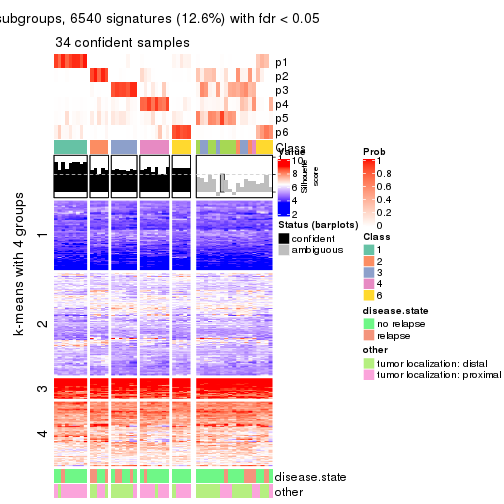 subgroups, 6540 signatures (12.6%) with fdr < 0.05
34 confident samples
p1
p2
p3
p4
p5
p6
Class
Silhouette
score
k-means with 4 groups
1
2
3
4
disease.state
other
Value
10
8
6
4
2
Status (barplots)
confident
ambiguous
Prob
1
0.8
0.6
0.4
0.2
0
Class
1
2
3
4
6
disease.state
no relapse
relapse
other
tumor localization: distal
tumor localization: proximal